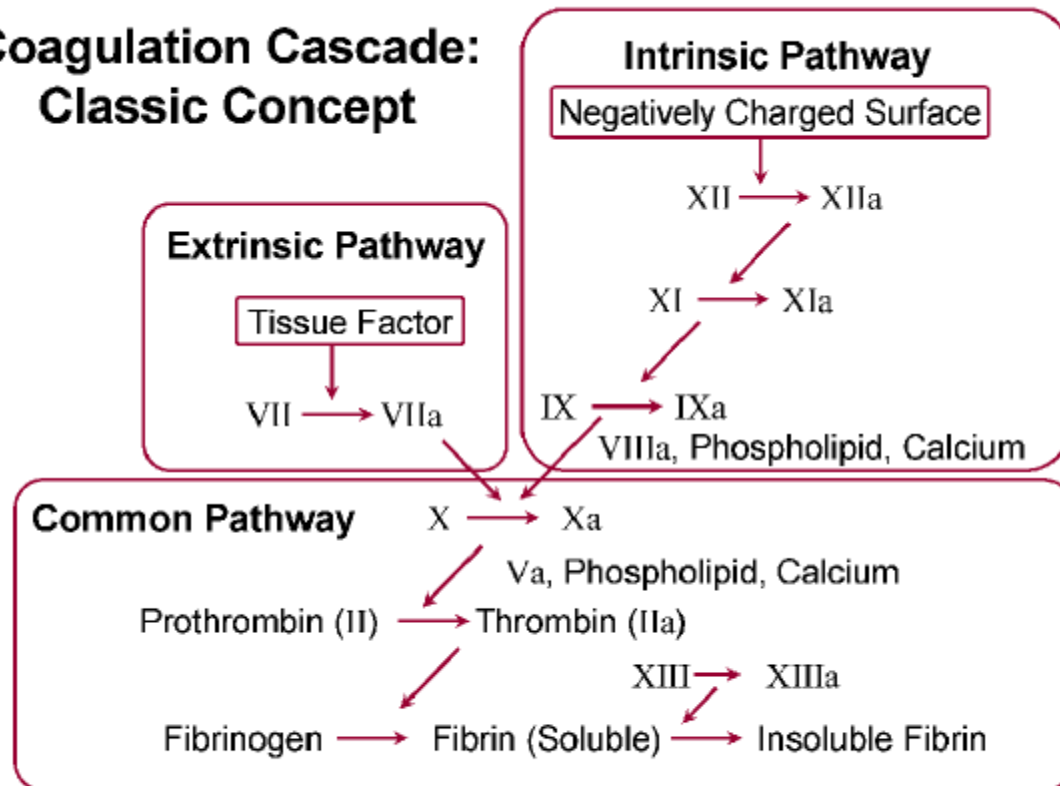 Coagulation Cascade:
Classic Concept
Intrinsic Pathway
Negatively Charged Surface
XII XIIa
XI XIa
IX IXa
VIIIa, Phospholipid, Calcium
Extrinsic Pathway
Tissue Factor
VII VIIa
Common Pathway
X Xa
Va, Phospholipid, Calcium
Prothrombin (II) Thrombin (IIa)
XIII XIIIa
Fibrinogen Fibrin (Soluble) Insoluble Fibrin